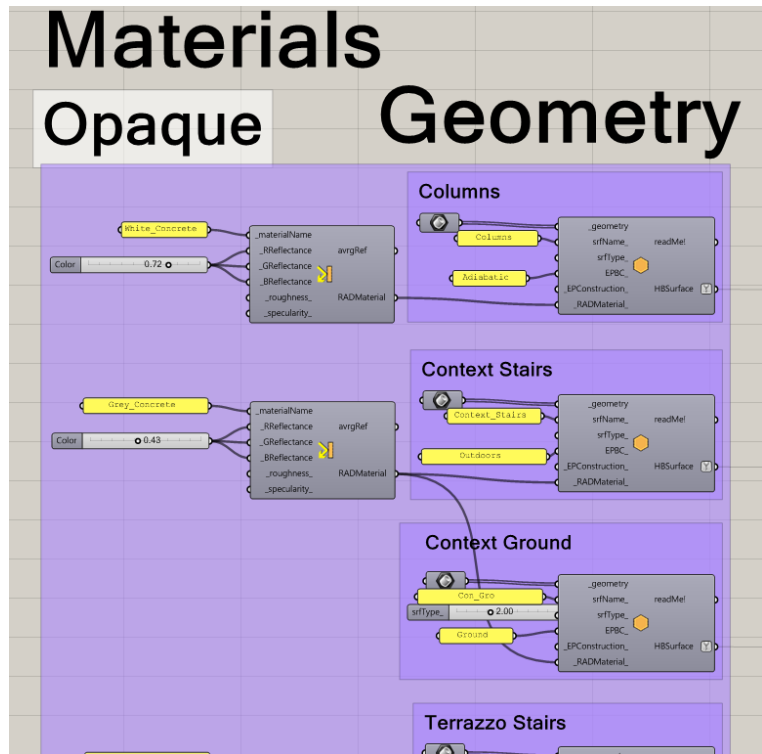 Materials
Opaque
Geometry
Columns
White_Concrete
Color
0.72
_materialName
_RReflectance
_GReflectance
_BReflectance
_roughness_
_specularity_
avrgRef
RADMaterial
Columns
Adiabatic
_geometry
srfName_
srfType_
EPBC_
_EPConstruction_
_RADMaterial_
readMe!
HBSurface
Y
Context Stairs
Grey_Concrete
Color
0.43
_materialName
_RReflectance
_GReflectance
_BReflectance
_roughness_
_specularity_
avrgRef
RADMaterial
Context_Stairs
Outdoors
_geometry
srfName_
srfType_
EPBC_
_EPConstruction_
_RADMaterial_
readMe!
HBSurface
Y
Context Ground
Con_Gro
srfType_
2.00
Ground
_geometry
srfName_
srfType_
EPBC_
_EPConstruction_
_RADMaterial_
readMe!
HBSurface
Y
Terrazzo Stairs